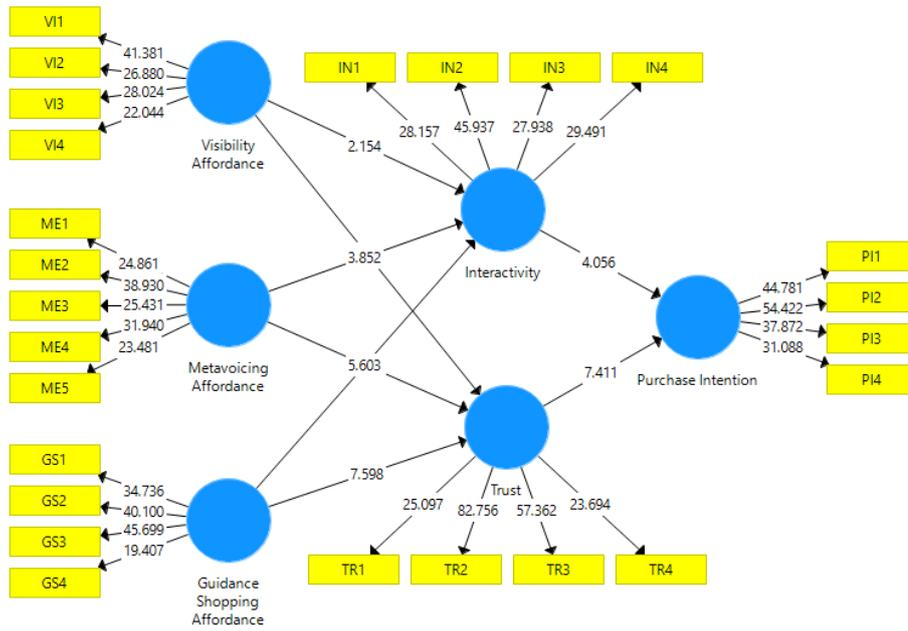 VI1
VI2
VI3
VI4
41.381
26.880
28.024
22.044
Visibility
Affordance
ME1
ME2
ME3
ME4
ME5
24.861
38.930
25.431
31.940
23.481
Metavoicing
Affordance
GS1
GS2
GS3
GS4
34.736
40.100
45.699
19.407
Guidance
Shopping
Affordance
2.154
3.852
5.603
7.598
IN1
IN2
IN3
IN4
28.157
45.937
27.938
29.491
Interactivity
4.056
7.411
Trust
25.097
82.756
57.362
23.694
TR1
TR2
TR3
TR4
Purchase Intention
44.781
54.422
37.872
31.088
PI1
PI2
PI3
PI4